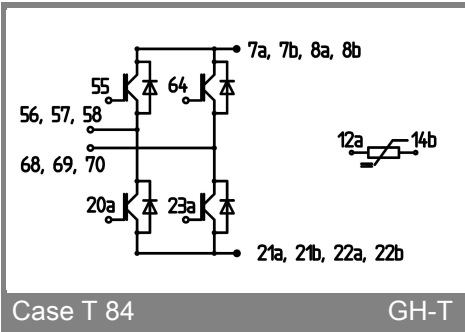 7a, 7b, 8a, 8b
55
64
56, 57, 58
12a
14b
68, 69, 70
20a
23a
21a, 21b, 22a, 22b
Case T 84
GH-T